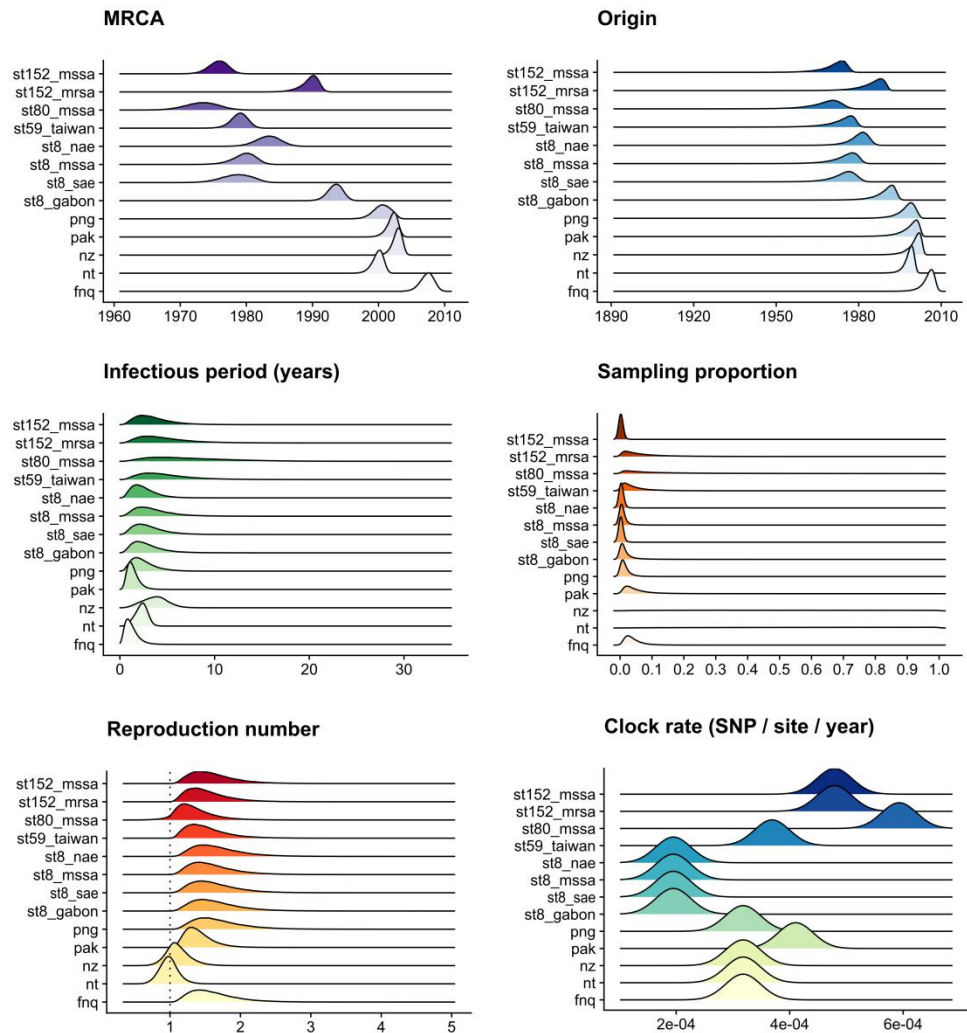 MRCA
st152_mssa
st152_mrsa
st80_mssa
st59_taiwan
st8_nae
st8_mssa
st8_sae
st8_gabon
png
pak
nz
nt
fnq
1960 1970 1980 1990 2000 2010
Origin
st152_mssa
st152_mrsa
st80_mssa
st59_taiwan
st8_nae
st8_mssa
st8_sae
st8_gabon
png
pak
nz
nt
fnq
1890 1920 1950 1980 2010
Infectious period (years)
st152_mssa
st152_mrsa
st80_mssa
st59_taiwan
st8_nae
st8_mssa
st8_sae
st8_gabon
png
pak
nz
nt
fnq
0 10 20 30
Sampling proportion
st152_mssa
st152_mrsa
st80_mssa
st59_taiwan
st8_nae
st8_mssa
st8_sae
st8_gabon
png
pak
nz
nt
fnq
0.0 0.1 0.2 0.3 0.4 0.5 0.6 0.7 0.8 0.9 1.0
Reproduction number
st152_mssa
st152_mrsa
st80_mssa
st59_taiwan
st8_nae
st8_mssa
st8_sae
st8_gabon
png
pak
nz
nt
fnq
1 2 3 4 5
Clock rate (SNP / site / year)
st152_mssa
st152_mrsa
st80_mssa
st59_taiwan
st8_nae
st8_mssa
st8_sae
st8_gabon
png
pak
nz
nt
fnq
2e-04 4e-04 6e-04